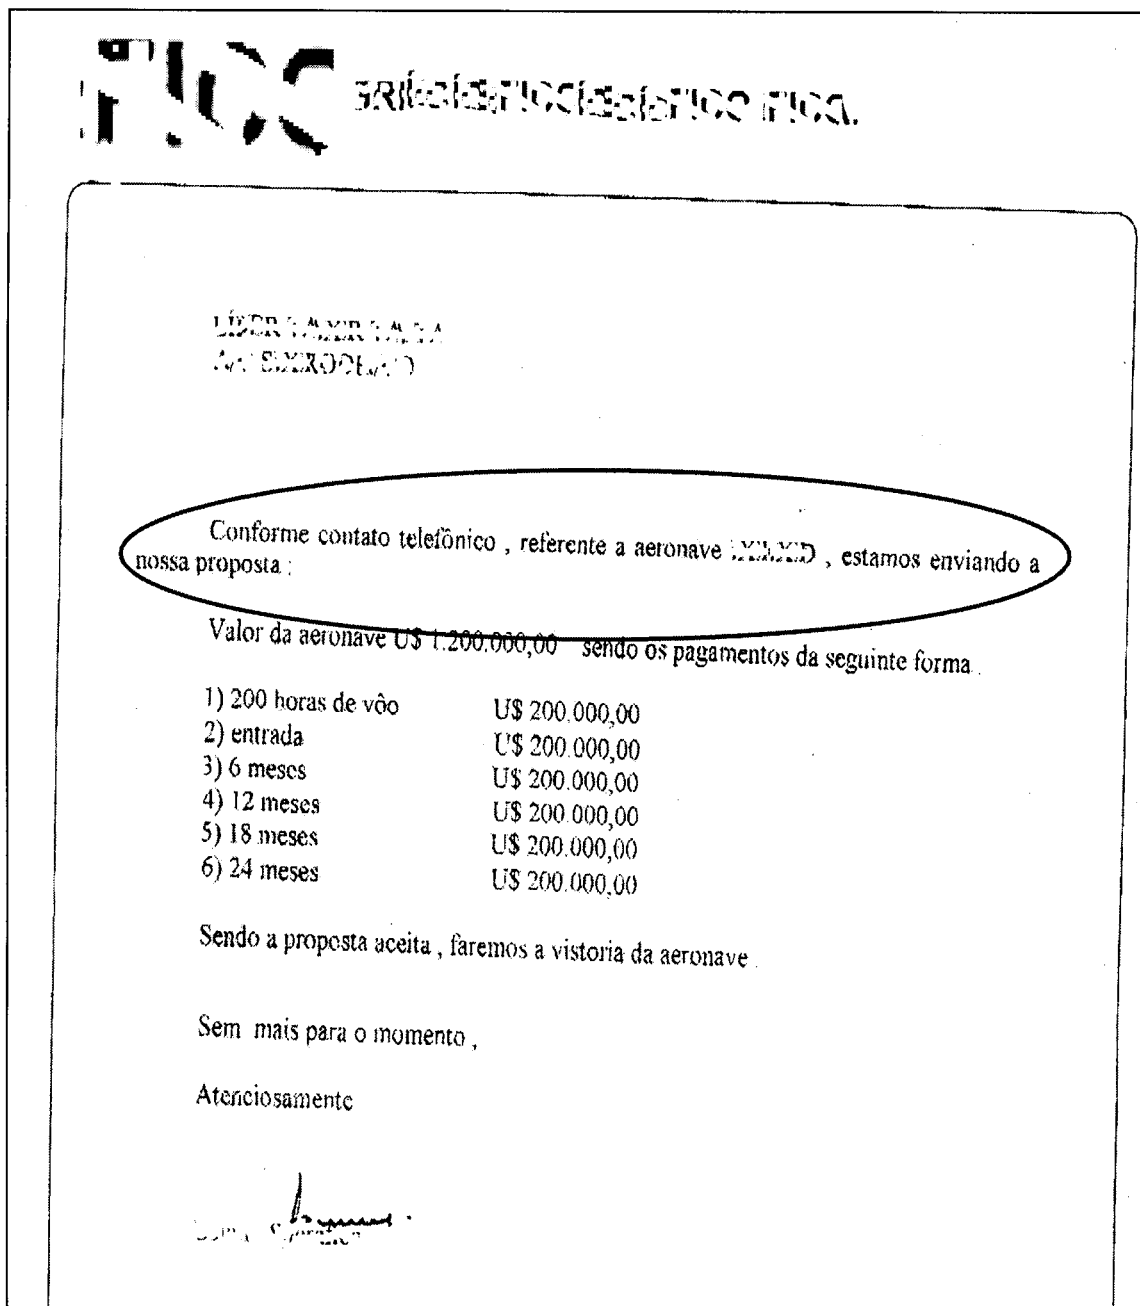 Conforme contato telefônico , referente a aeronave , estamos enviando a
nossa proposta :
Valor da aeronave U$ 1.200.000,00 sendo os pagamentos da seguinte forma .
1) 200 horas de vôo U$ 200.000,00
2) entrada U$ 200.000,00
3) 6 meses U$ 200.000,00
4) 12 meses U$ 200.000,00
5) 18 meses U$ 200.000,00
6) 24 meses U$ 200.000,00
Sendo a proposta aceita , faremos a vistoria da aeronave .
Sem mais para o momento ,
Atenciosamente